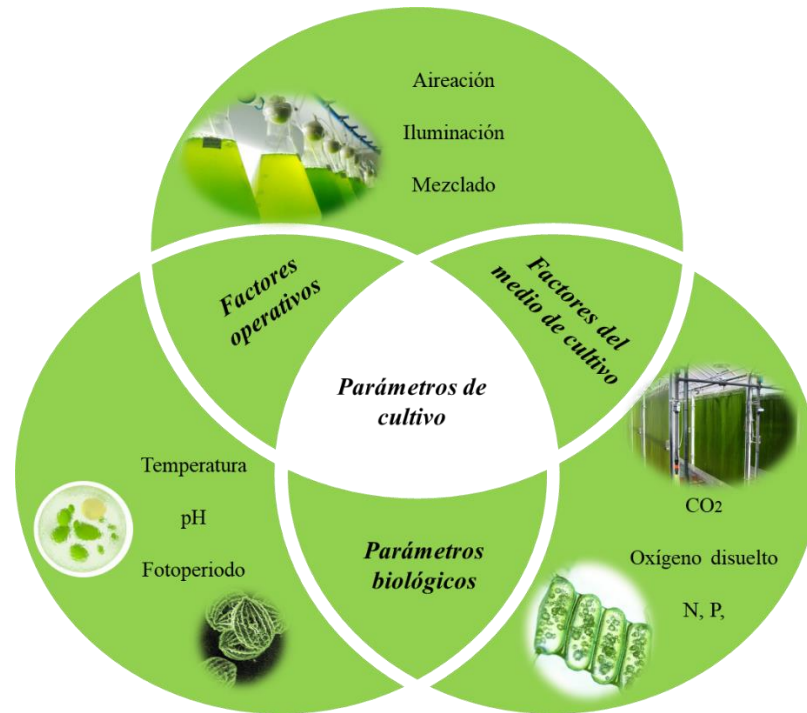 Aireación
Iluminación
Mezclado
Factores
operativos
Factores del
medio de cultivo
Parámetros de
cultivo
Temperatura
pH
Fotoperiodo
Parámetros
biológicos
CO2
Oxígeno disuelto
N, P,